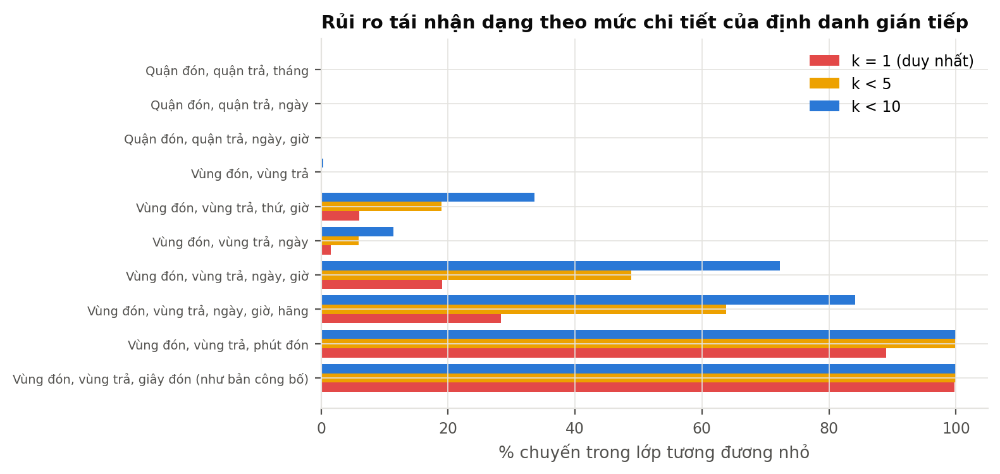 Rủi ro tái nhận dạng theo mức chi tiết của định danh gián tiếp
k = 1 (duy nhất)
k < 5
k < 10
Quận đón, quận trả, tháng
Quận đón, quận trả, ngày
Quận đón, quận trả, ngày, giờ
Vùng đón, vùng trả
Vùng đón, vùng trả, thứ, giờ
Vùng đón, vùng trả, ngày
Vùng đón, vùng trả, ngày, giờ
Vùng đón, vùng trả, ngày, giờ, hãng
Vùng đón, vùng trả, phút đón
Vùng đón, vùng trả, giây đón (như bản công bố)
0 20 40 60 80 100
% chuyến trong lớp tương đương nhỏ